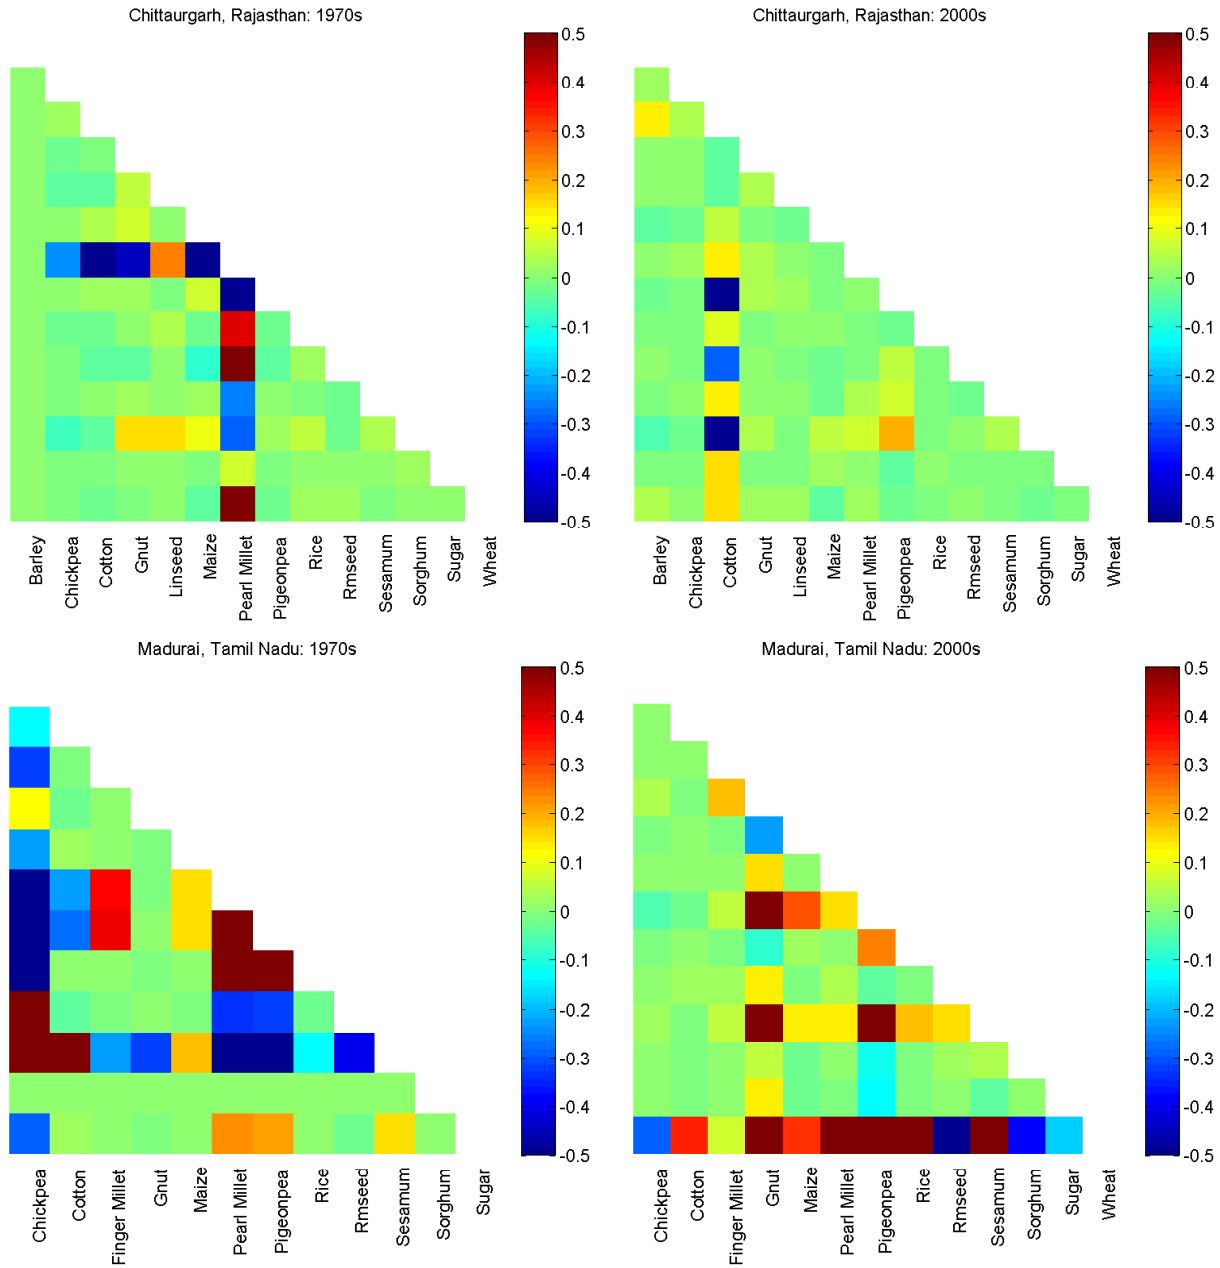 Chittaurgarh, Rajasthan: 1970s
0.5
0.4
0.3
0.2
0.1
0
-0.1
-0.2
-0.3
-0.4
-0.5
Barley
Chickpea
Cotton
Gnut
Linseed
Maize
Pearl Millet
Pigeonpea
Rice
Rmseed
Sesamum
Sorghum
Sugar
Wheat
Chittaurgarh, Rajasthan: 2000s
0.5
0.4
0.3
0.2
0.1
0
-0.1
-0.2
-0.3
-0.4
-0.5
Barley
Chickpea
Cotton
Gnut
Linseed
Maize
Pearl Millet
Pigeonpea
Rice
Rmseed
Sesamum
Sorghum
Sugar
Wheat
Madurai, Tamil Nadu: 1970s
0.5
0.4
0.3
0.2
0.1
0
-0.1
-0.2
-0.3
-0.4
-0.5
Chickpea
Cotton
Finger Millet
Gnut
Maize
Pearl Millet
Pigeonpea
Rice
Rmseed
Sesamum
Sorghum
Sugar
Madurai, Tamil Nadu: 2000s
0.5
0.4
0.3
0.2
0.1
0
-0.1
-0.2
-0.3
-0.4
-0.5
Chickpea
Cotton
Finger Millet
Gnut
Maize
Pearl Millet
Pigeonpea
Rice
Rmseed
Sesamum
Sorghum
Sugar
Wheat